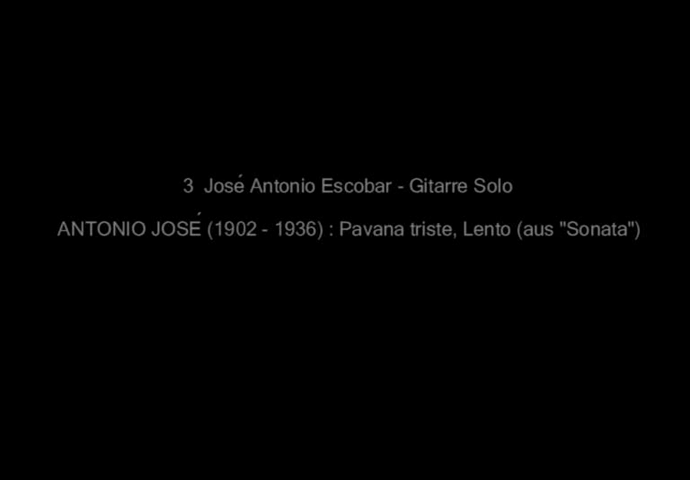 3 José Antonio Escobar - Gitarre Solo
ANTONIO JOSÉ (1902 - 1936) : Pavana triste, Lento (aus "Sonata")